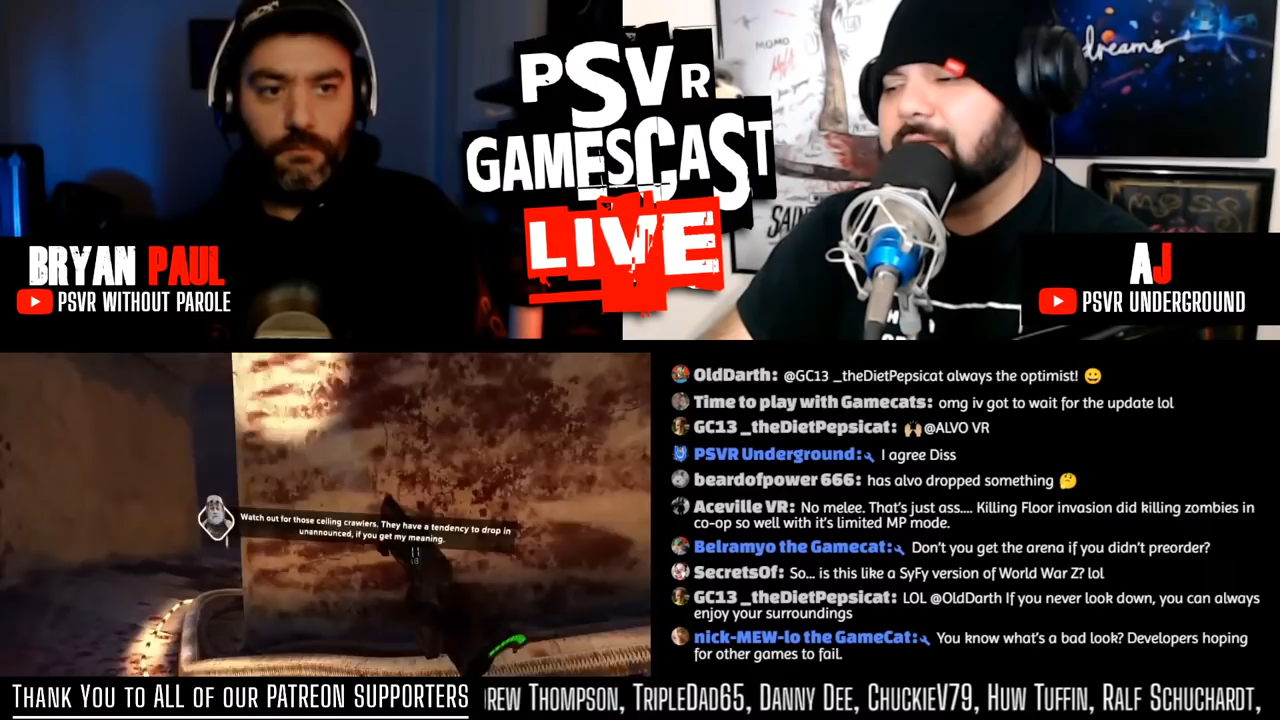 PSVR
GAMESCAST
LIVE
dreams
BRYAN PAUL
PSVR WITHOUT PAROLE
AJ
PSVR UNDERGROUND
Watch out for those ceiling crawlers. They have a tendency to drop in
unannounced, if you get my meaning.
OldDarth: @GC13 _theDietPepsicat always the optimist! 😀
Time to play with Gamecats: omg iv got to wait for the update lol
GC13 _theDietPepsicat: 🙌🏼@ALVO VR
PSVR Underground: I agree Diss
beardofpower 666: has alvo dropped something 🤔
Aceville VR: No melee. That's just ass.... Killing Floor invasion did killing zombies in
co-op so well with it's limited MP mode.
Belramyo the Gamecat: Don't you get the arena if you didn't preorder?
SecretsOf: So... is this like a SyFy version of World War Z? lol
GC13 _theDietPepsicat: LOL @OldDarth If you never look down, you can always
enjoy your surroundings
nick-MEW-lo the GameCat: You know what's a bad look? Developers hoping
for other games to fail.
THANK YOU TO ALL OF OUR PATREON SUPPORTERS
REW THOMPSON, TRIPLEDAD65, DANNY DEE, CHUCKIEV79, HUW TUFFIN, RALF SCHUCHARDT,